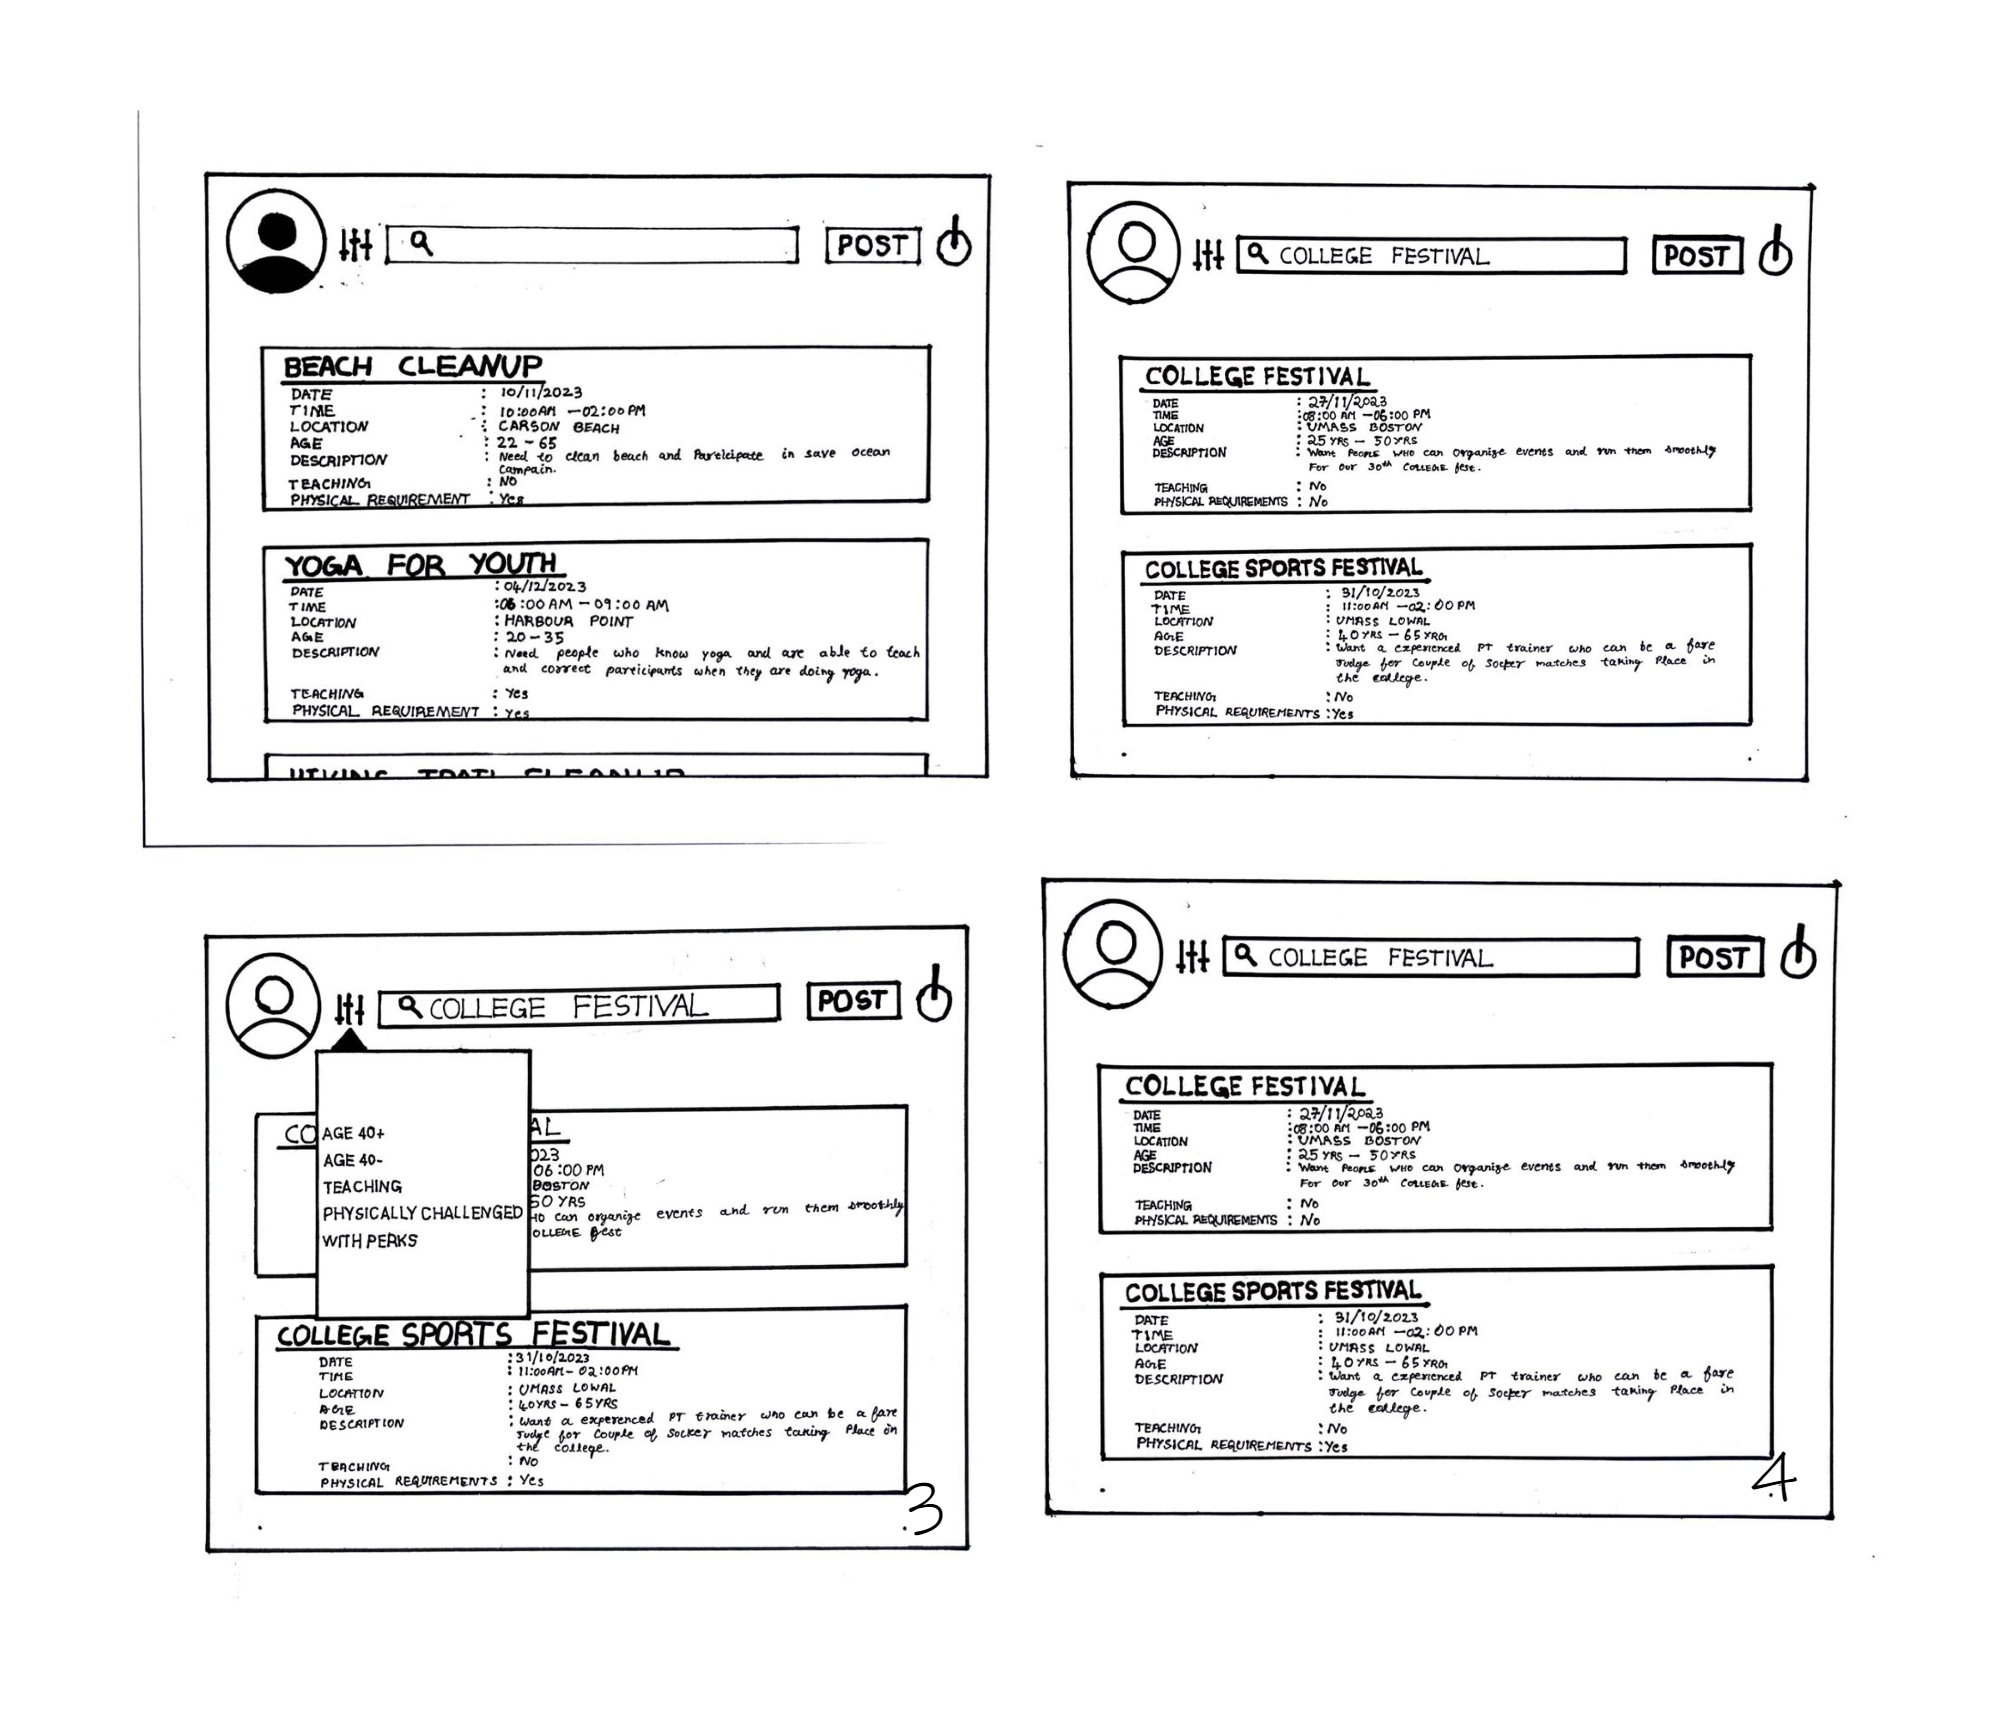 POST
BEACH CLEANUP
DATE : 10/11/2023
TIME : 10:00AM - 02:00PM
LOCATION : CARSON BEACH
AGE : 22 - 65
DESCRIPTION : Need to clean beach and Participate in save ocean
campain.
TEACHING : NO
PHYSICAL REQUIREMENT : Yes
YOGA FOR YOUTH
DATE : 04/12/2023
TIME : 06:00 AM - 09:00 AM
LOCATION : HARBOUR POINT
AGE : 20 - 35
DESCRIPTION : Need people who know yoga and are able to teach
and correct participants when they are doing yoga.
TEACHING : Yes
PHYSICAL REQUIREMENT : Yes
HIKING TRAIL CLEANUP
COLLEGE FESTIVAL POST
COLLEGE FESTIVAL
DATE : 27/11/2023
TIME : 08:00 AM - 06:00 PM
LOCATION : UMASS BOSTON
AGE : 25 YRS - 50 YRS
DESCRIPTION : Want PeoPLE WHO can Organize events and run them smoothly
For our 30th COLLEGE fest.
TEACHING : No
PHYSICAL REQUIREMENTS : No
COLLEGE SPORTS FESTIVAL
DATE : 31/10/2023
TIME : 11:00AM - 02:00 PM
LOCATION : UMASS LOWAL
AGE : 40 YRS - 65 YRS
DESCRIPTION : Want a experienced PT trainer who can be a fare
Judge for Couple of Socker matches taking Place in
the college.
TEACHING : No
PHYSICAL REQUIREMENTS : Yes
COLLEGE FESTIVAL POST
CO AL
AGE 40+
023
AGE 40-
06:00 PM
TEACHING
BOSTON
50 YRS
PHYSICALLY CHALLENGED
HO can organize events and run them smoothly
WITH PERKS
OLLEGE fest
COLLEGE SPORTS FESTIVAL
DATE : 31/10/2023
TIME : 11:00AM - 02:00PM
LOCATION : UMASS LOWAL
AGE : 40YRS - 65YRS
DESCRIPTION : Want a experenced PT trainer who can be a fare
Judge for Couple of Socker matches taking Place in
the college.
TEACHING : NO
PHYSICAL REQUIREMENTS : Yes
3
COLLEGE FESTIVAL POST
COLLEGE FESTIVAL
DATE : 27/11/2023
TIME : 08:00 AM - 06:00 PM
LOCATION : UMASS BOSTON
AGE : 25 YRS - 50 YRS
DESCRIPTION : Want PeoPLE WHO can Organize events and run them smoothly
For our 30th COLLEGE fest.
TEACHING : No
PHYSICAL REQUIREMENTS : No
COLLEGE SPORTS FESTIVAL
DATE : 31/10/2023
TIME : 11:00AM - 02:00 PM
LOCATION : UMASS LOWAL
AGE : 40 YRS - 65 YRS
DESCRIPTION : Want a experienced PT trainer who can be a fare
Judge for Couple of Socker matches taking Place in
the college.
TEACHING : No
PHYSICAL REQUIREMENTS : Yes
4